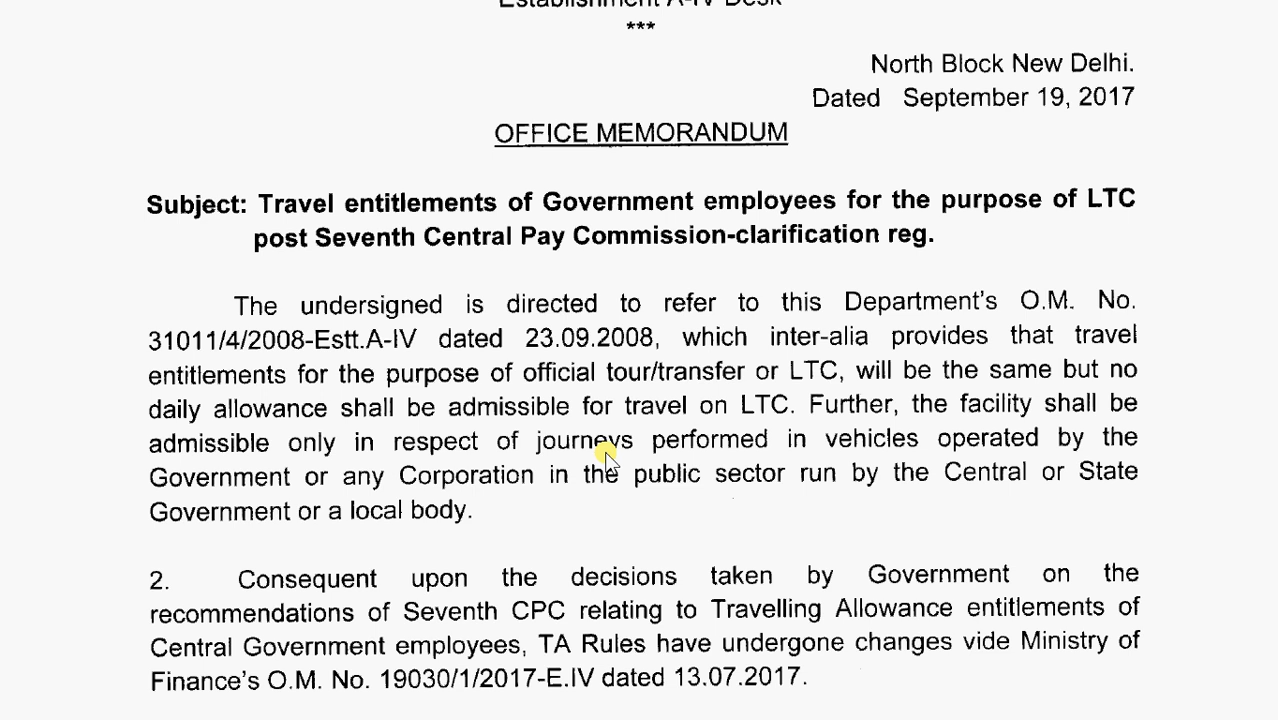 Establishment A-IV Desk
***
North Block New Delhi.
Dated September 19, 2017
OFFICE MEMORANDUM
Subject: Travel entitlements of Government employees for the purpose of LTC
post Seventh Central Pay Commission-clarification reg.
The undersigned is directed to refer to this Department's O.M. No.
31011/4/2008-Estt.A-IV dated 23.09.2008, which inter-alia provides that travel
entitlements for the purpose of official tour/transfer or LTC, will be the same but no
daily allowance shall be admissible for travel on LTC. Further, the facility shall be
admissible only in respect of journeys performed in vehicles operated by the
Government or any Corporation in the public sector run by the Central or State
Government or a local body.
2. Consequent upon the decisions taken by Government on the
recommendations of Seventh CPC relating to Travelling Allowance entitlements of
Central Government employees, TA Rules have undergone changes vide Ministry of
Finance's O.M. No. 19030/1/2017-E.IV dated 13.07.2017.